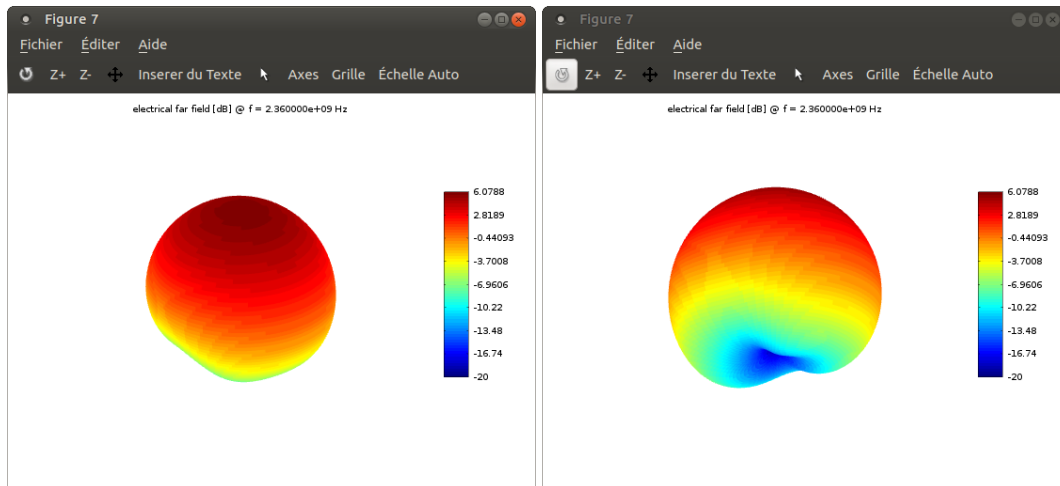 Figure 7
Fichier Éditer Aide
Z+ Z- Inserer du Texte Axes Grille Échelle Auto
electrical far field [dB] @ f = 2.360000e+09 Hz
6.0788
2.8189
-0.44093
-3.7008
-6.9606
-10.22
-13.48
-16.74
-20
Figure 7
Fichier Éditer Aide
Z+ Z- Inserer du Texte Axes Grille Échelle Auto
electrical far field [dB] @ f = 2.360000e+09 Hz
6.0788
2.8189
-0.44093
-3.7008
-6.9606
-10.22
-13.48
-16.74
-20